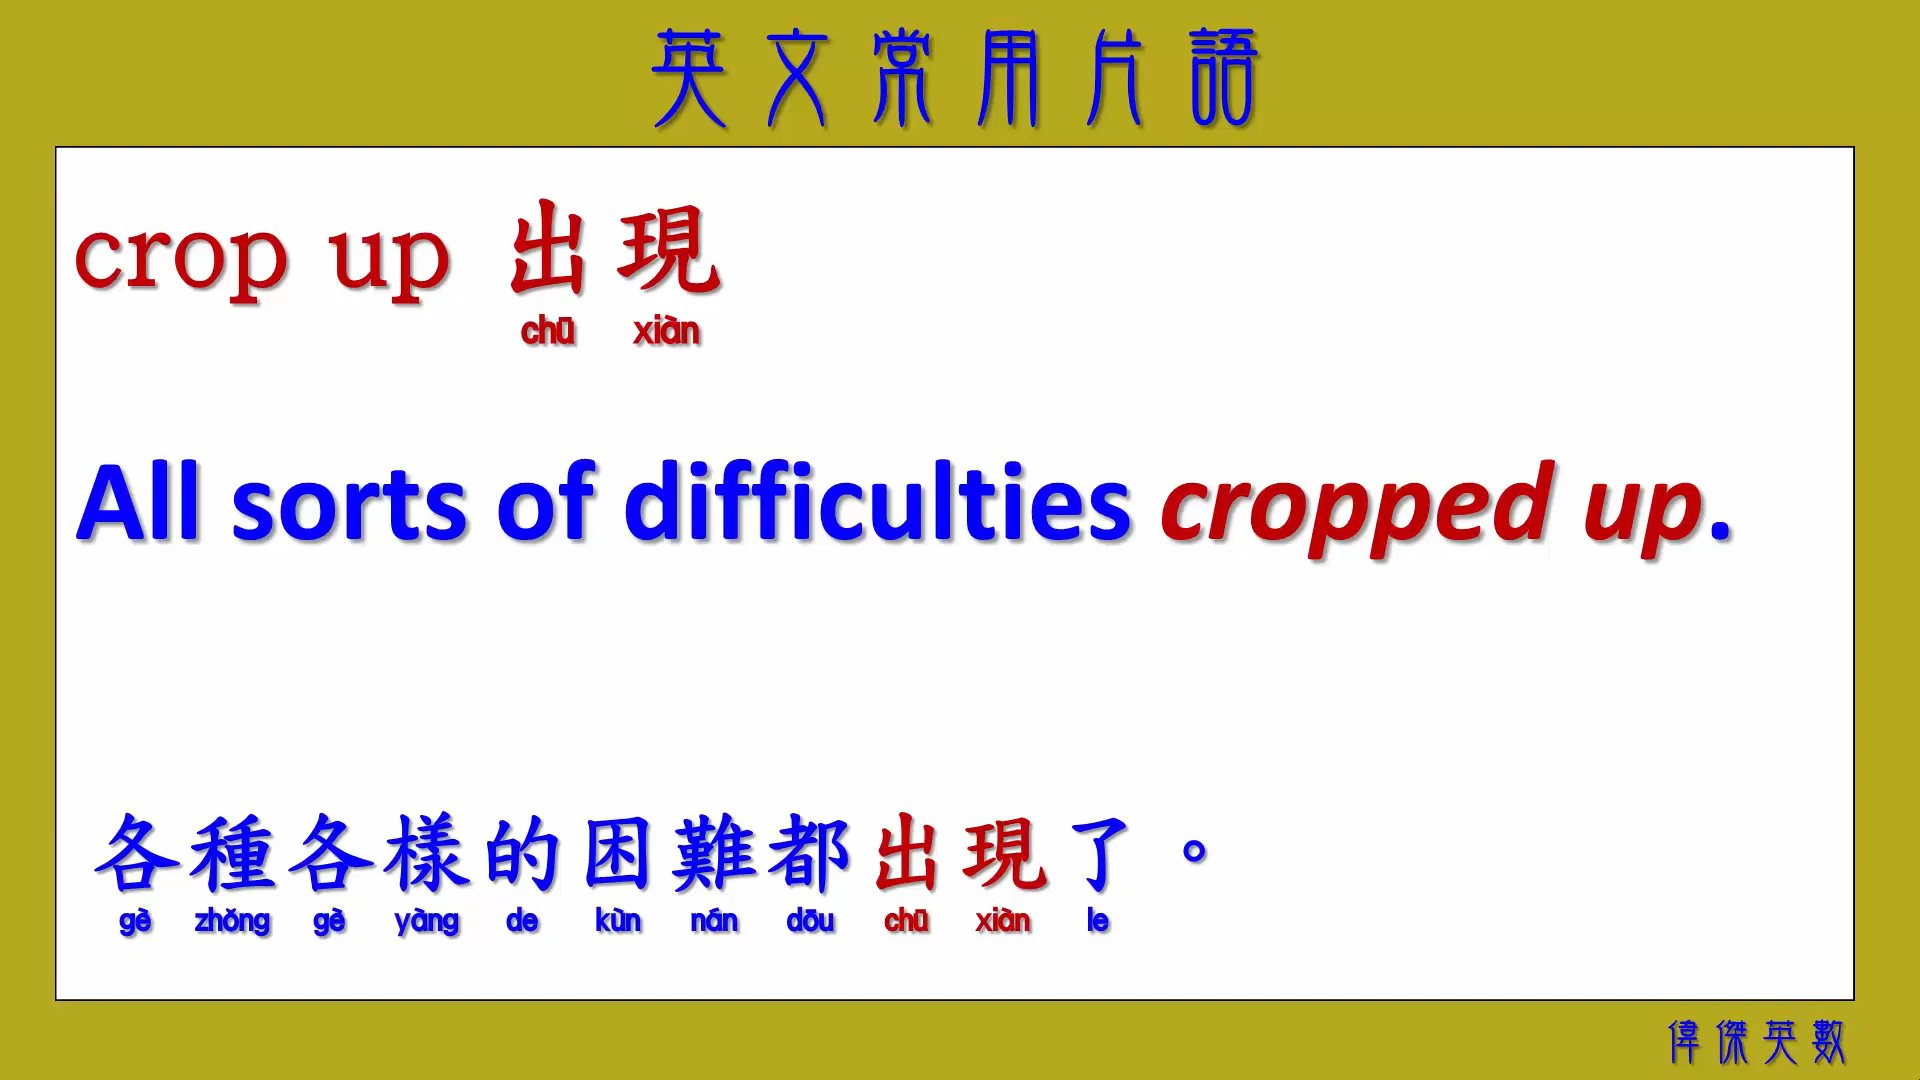 英文常用片語
crop up 出現
chū xiàn
All sorts of difficulties cropped up.
各種各樣的困難都出現了。
gè zhǒng gè yàng de kùn nán dōu chū xiàn le
偉傑英數